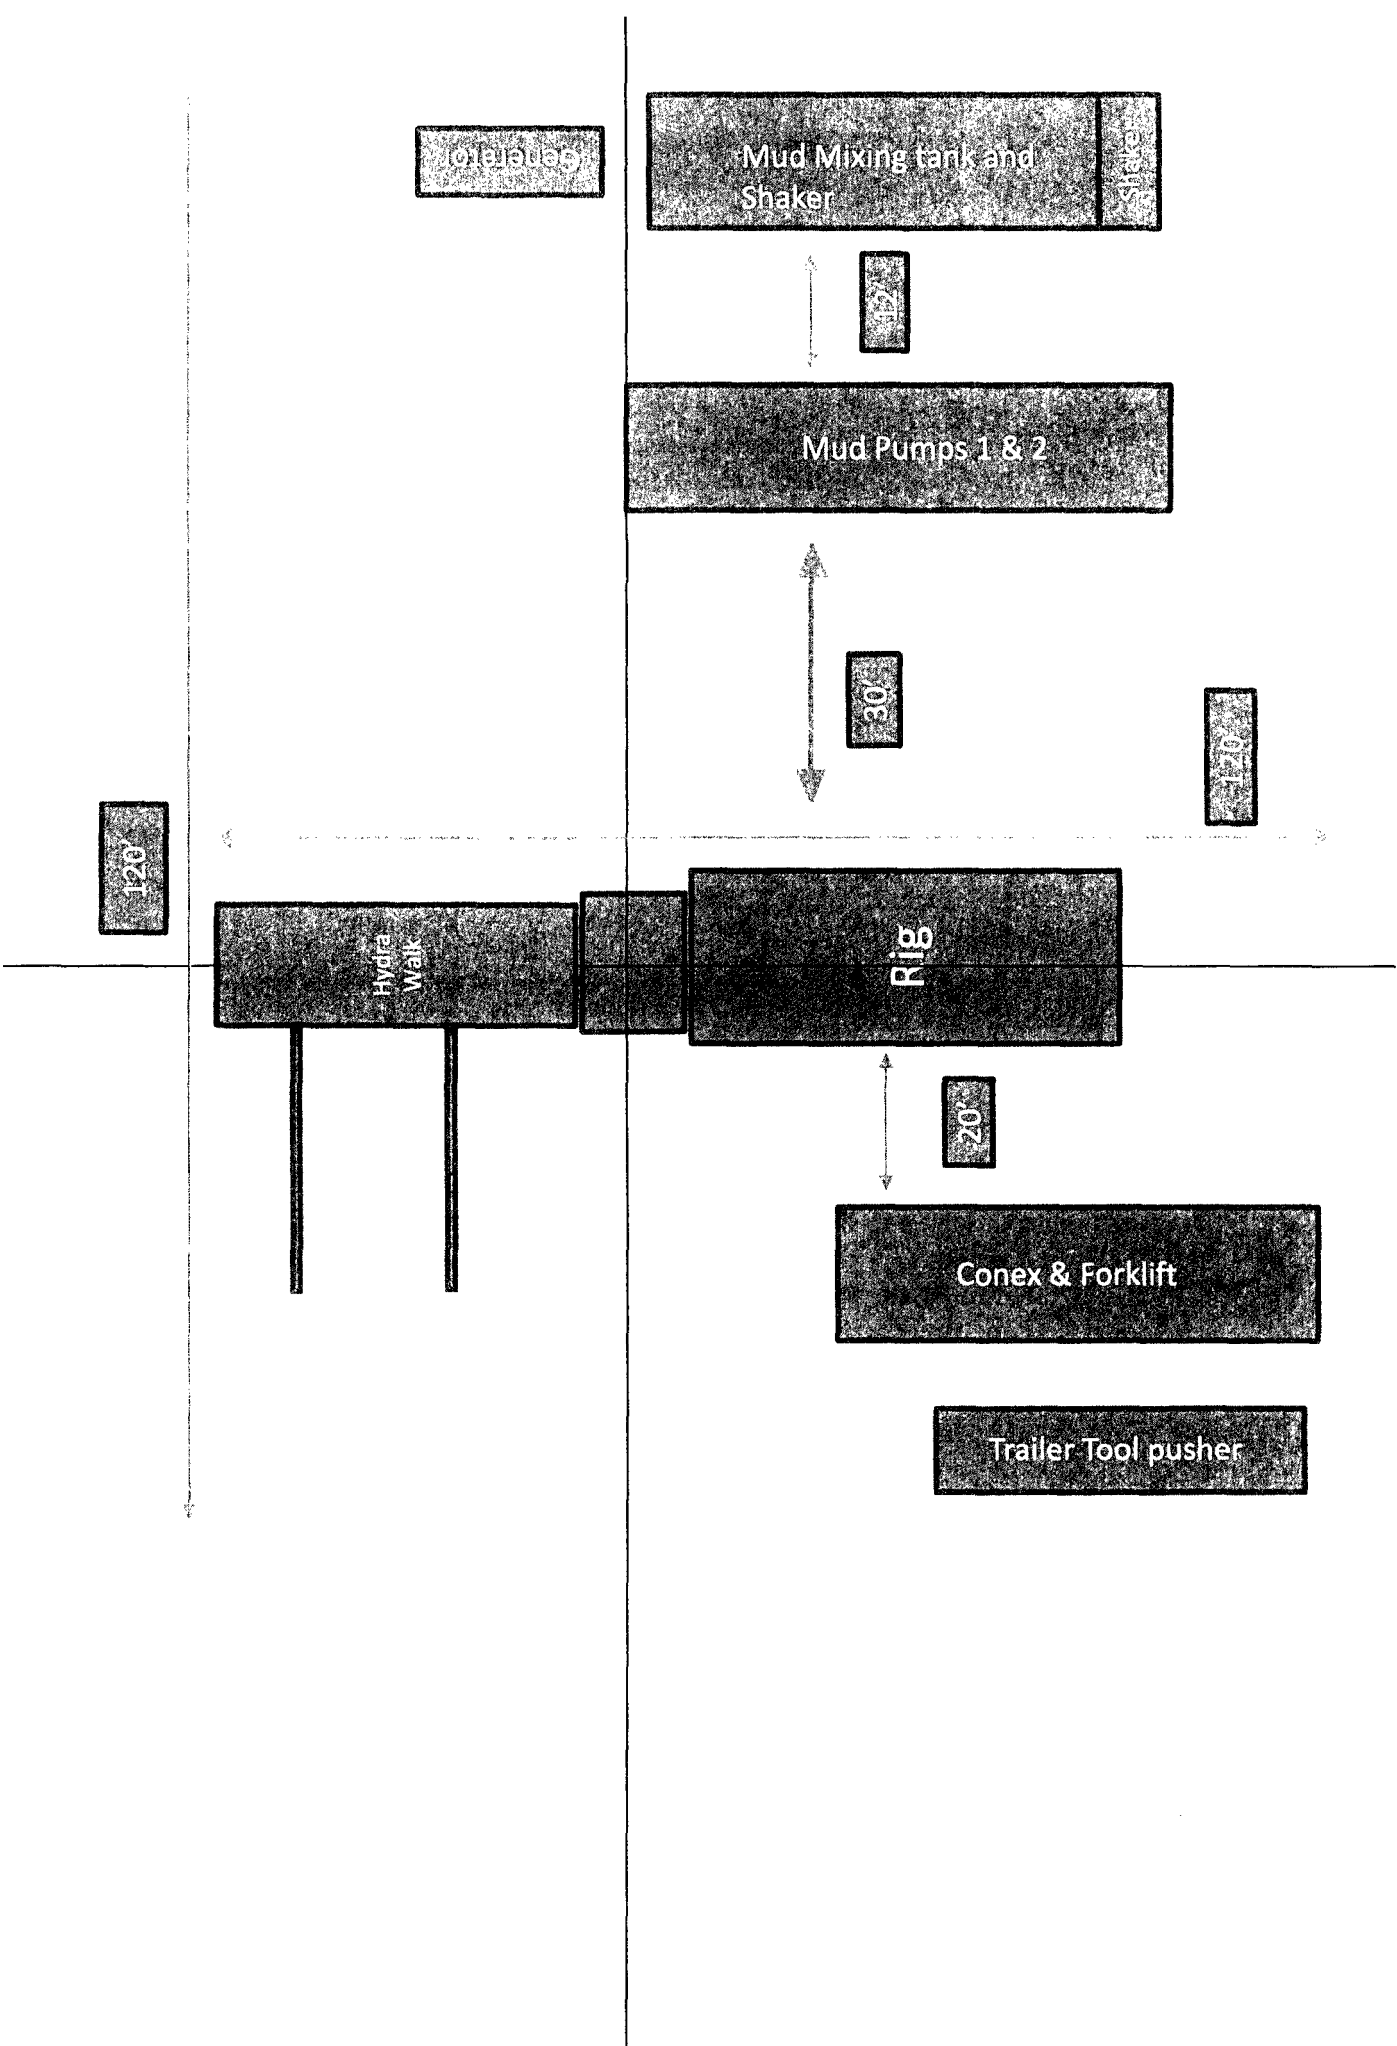 Generator
Mud Mixing tank and
Shaker
Shaker
12'
Mud Pumps 1 & 2
30'
120'
120'
Hydra
Walk
Rig
20'
Conex & Forklift
Trailer Tool pusher